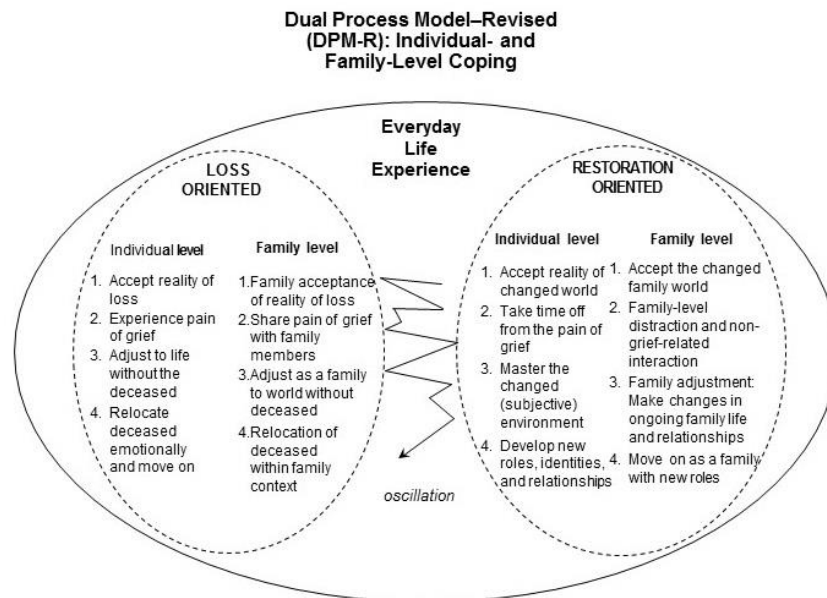 Dual Process Model–Revised
(DPM-R): Individual- and
Family-Level Coping
Everyday
Life
Experience
LOSS
ORIENTED
Individual level
1. Accept reality of
loss
2. Experience pain
of grief
3. Adjust to life
without the
deceased
4. Relocate
deceased
emotionally
and move on
Family level
1.Family acceptance
of reality of loss
2.Share pain of grief
with family
members
3.Adjust as a family
to world without
deceased
4.Relocation of
deceased
within family
context
oscillation
RESTORATION
ORIENTED
Individual level
1. Accept reality of
changed world
2. Take time off
from the pain of
grief
3. Master the
changed
(subjective)
environment
4. Develop new
roles, identities,
and relationships
Family level
1. Accept the changed
family world
2. Family-level
distraction and non-
grief-related
interaction
3. Family adjustment:
Make changes in
ongoing family life
and relationships
4. Move on as a family
with new roles